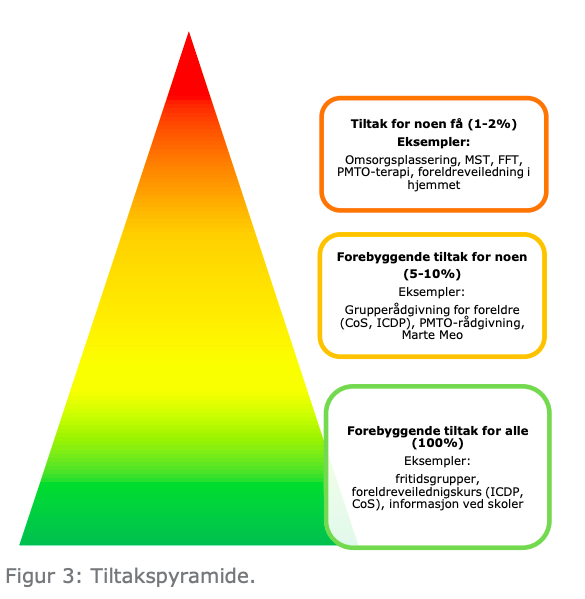 Tiltak for noen få (1-2%)
Eksempler:
Omsorgsplassering, MST, FFT,
PMTO-terapi, foreldreveiledning i
hjemmet
Forebyggende tiltak for noen
(5-10%)
Eksempler:
Grupperådgivning for foreldre
(CoS, ICDP), PMTO-rådgivning,
Marte Meo
Forebyggende tiltak for alle
(100%)
Eksempler:
fritidsgrupper,
foreldreveilednigskurs (ICDP,
CoS), informasjon ved skoler
Figur 3: Tiltakspyramide.